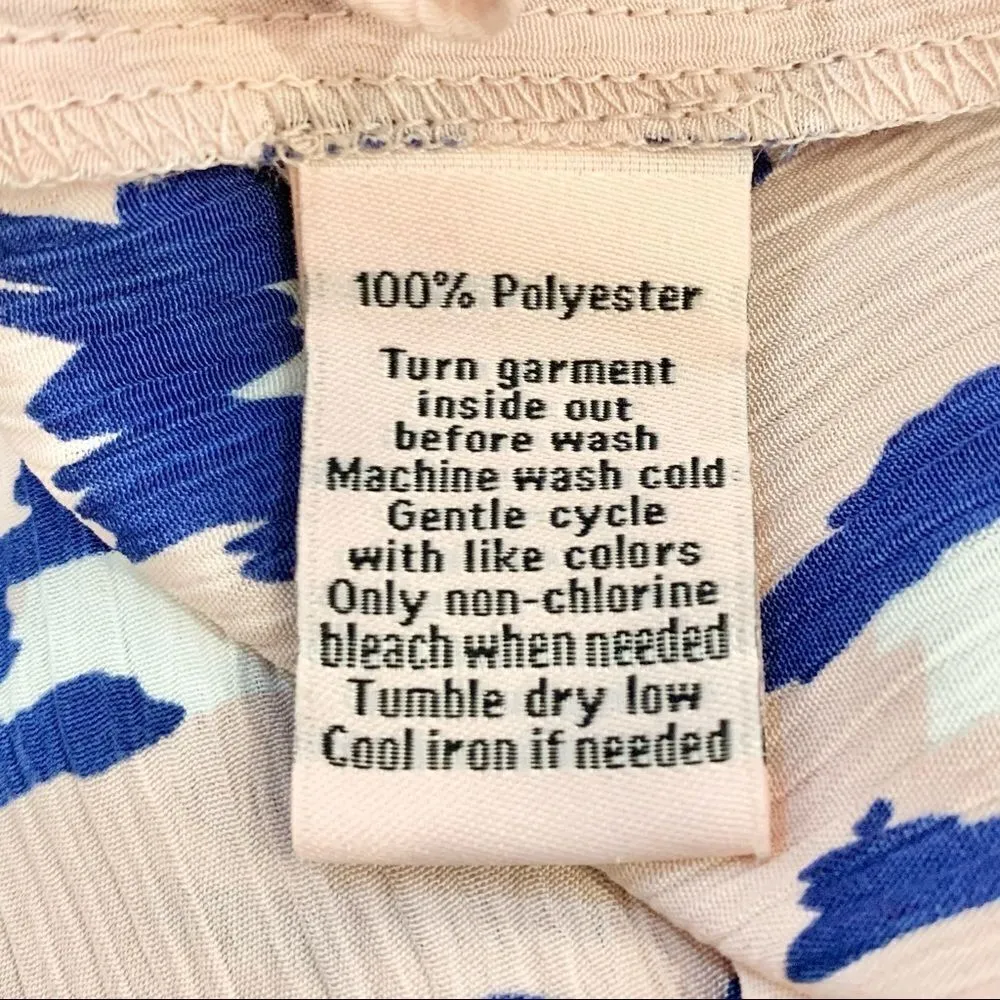 100% Polyester
Turn garment
inside out
before wash
Machine wash cold
Gentle cycle
with like colors
Only non-chlorine
bleach when needed
Tumble dry low
Cool iron if needed